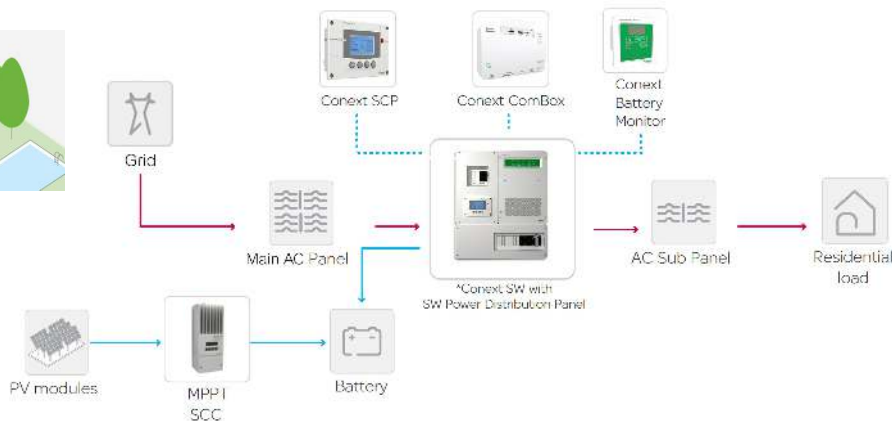 Conext SCP
Conext ComBox
Conext
Battery
Monitor
Grid
Main AC Panel
AC Sub Panel
Residential
load
*Conext SW with
SW Power Distribution Panel
PV modules
MPPT
SCC
Battery